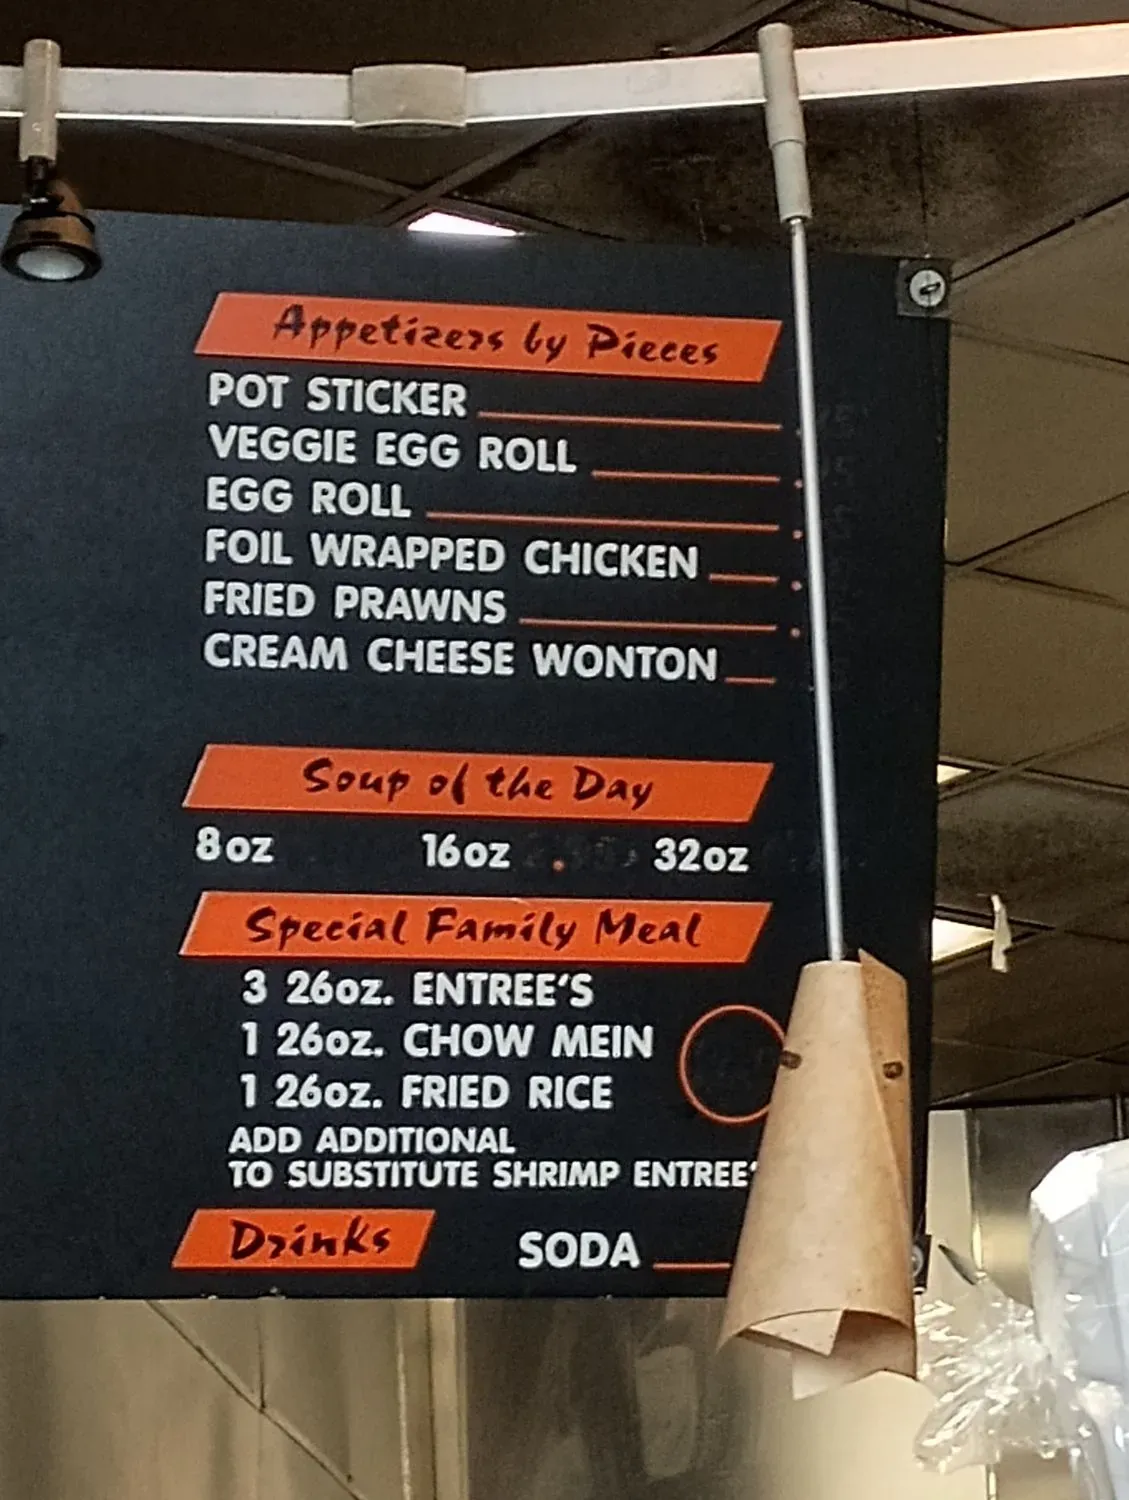 Appetizers by Pieces
POT STICKER
VEGGIE EGG ROLL
EGG ROLL
FOIL WRAPPED CHICKEN
FRIED PRAWNS
CREAM CHEESE WONTON
Soup of the Day
8oz 16oz 32oz
Special Family Meal
3 26oz. ENTREE'S
1 26oz. CHOW MEIN
1 26oz. FRIED RICE
ADD ADDITIONAL
TO SUBSTITUTE SHRIMP ENTREE'
Drinks SODA